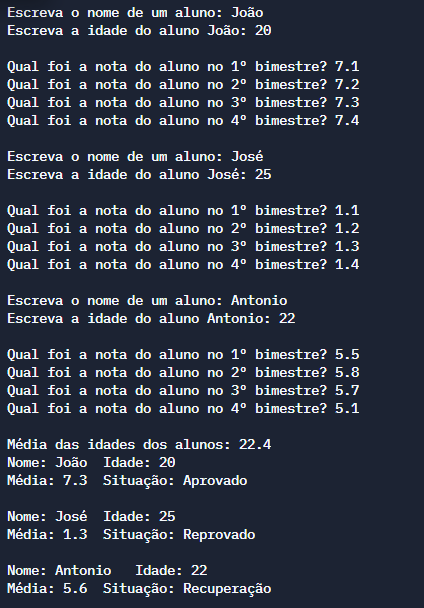 Escreva o nome de um aluno: João
Escreva a idade do aluno João: 20
Qual foi a nota do aluno no 1º bimestre? 7.1
Qual foi a nota do aluno no 2º bimestre? 7.2
Qual foi a nota do aluno no 3º bimestre? 7.3
Qual foi a nota do aluno no 4º bimestre? 7.4
Escreva o nome de um aluno: José
Escreva a idade do aluno José: 25
Qual foi a nota do aluno no 1º bimestre? 1.1
Qual foi a nota do aluno no 2º bimestre? 1.2
Qual foi a nota do aluno no 3º bimestre? 1.3
Qual foi a nota do aluno no 4º bimestre? 1.4
Escreva o nome de um aluno: Antonio
Escreva a idade do aluno Antonio: 22
Qual foi a nota do aluno no 1º bimestre? 5.5
Qual foi a nota do aluno no 2º bimestre? 5.8
Qual foi a nota do aluno no 3º bimestre? 5.7
Qual foi a nota do aluno no 4º bimestre? 5.1
Média das idades dos alunos: 22.4
Nome: João  Idade: 20
Média: 7.3  Situação: Aprovado
Nome: José  Idade: 25
Média: 1.3  Situação: Reprovado
Nome: Antonio   Idade: 22
Média: 5.6  Situação: Recuperação